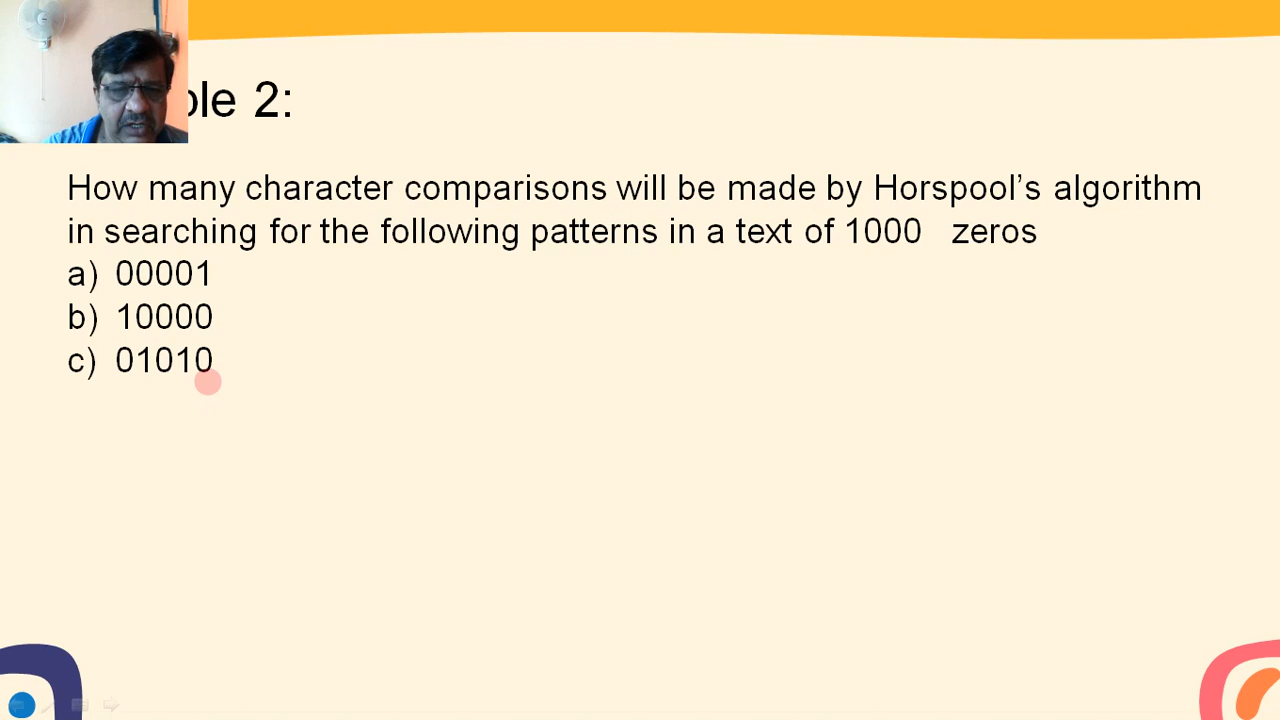 ple 2:
How many character comparisons will be made by Horspool’s algorithm
in searching for the following patterns in a text of 1000 zeros
a) 00001
b) 10000
c) 01010